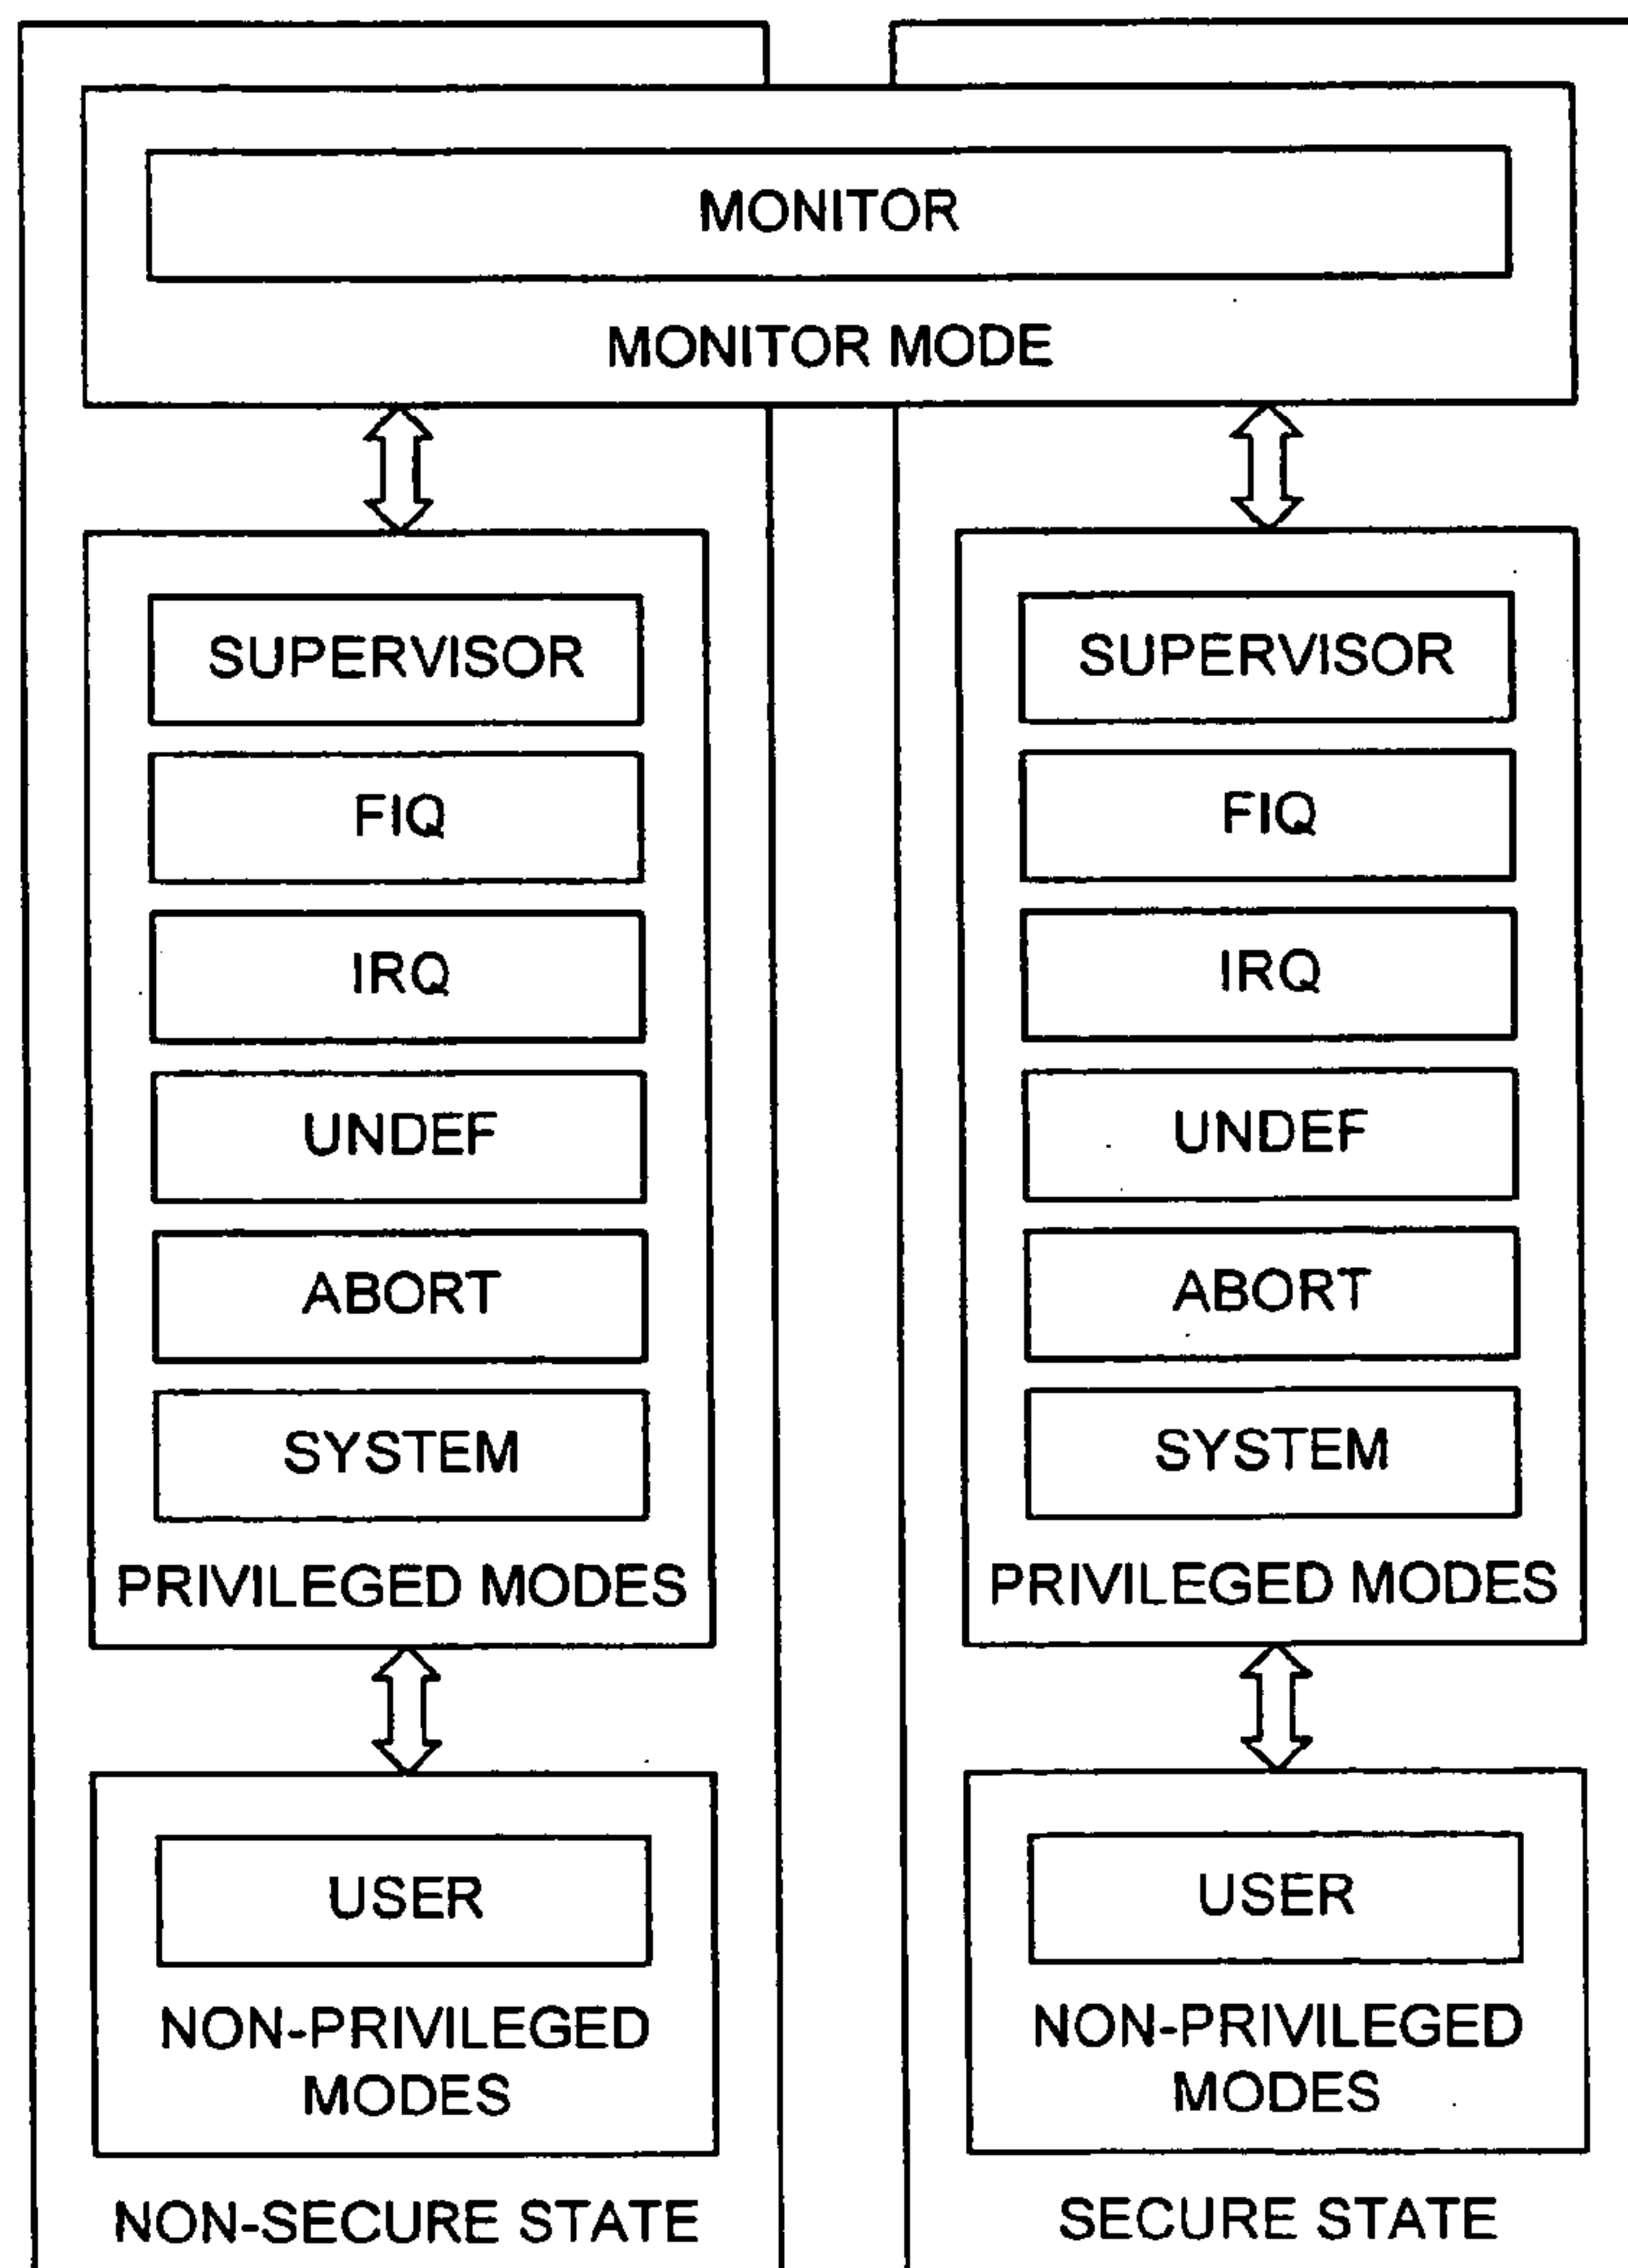 MONITOR
MONITOR MODE
SUPERVISOR
FIQ
IRQ
UNDEF
ABORT
SYSTEM
PRIVILEGED MODES
USER
NON-PRIVILEGED
MODES
NON-SECURE STATE
SUPERVISOR
FIQ
IRQ
UNDEF
ABORT
SYSTEM
PRIVILEGED MODES
USER
NON-PRIVILEGED
MODES
SECURE STATE